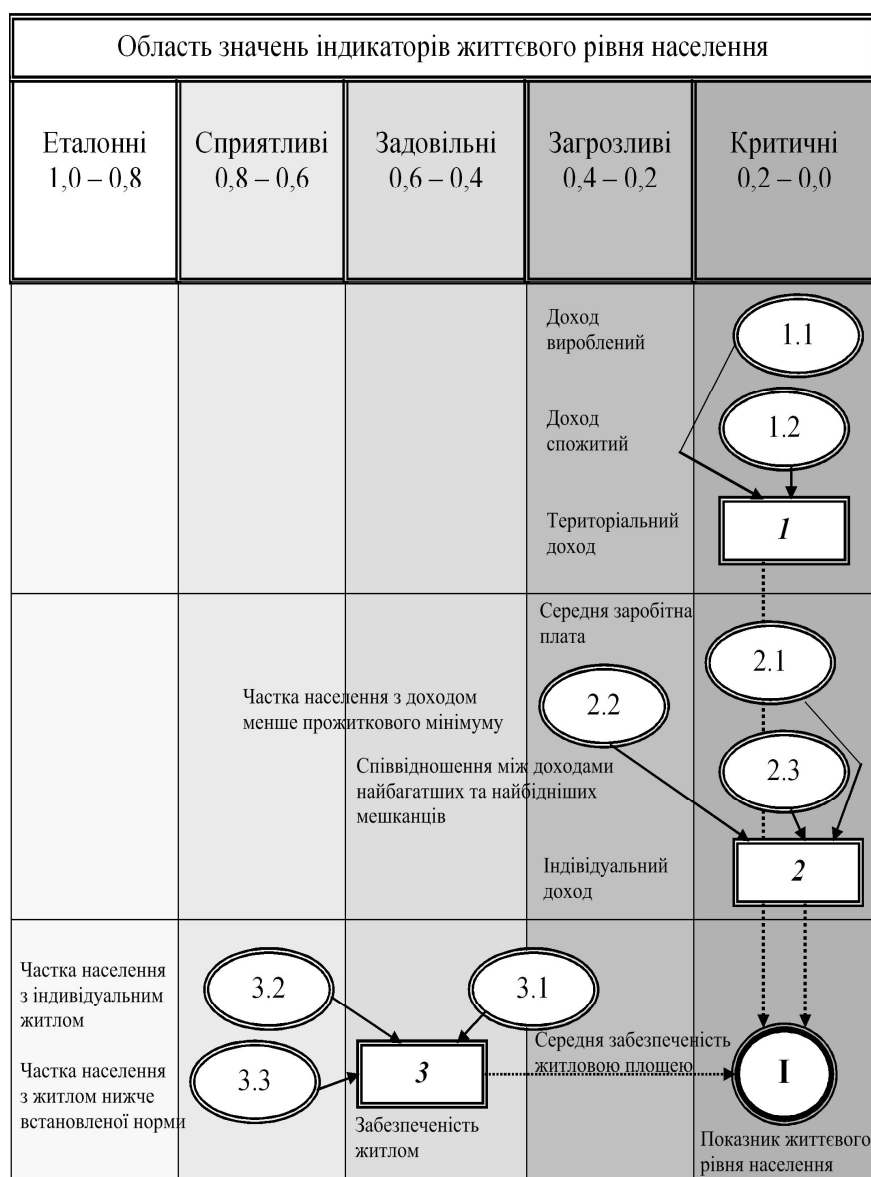 Область значень індикаторів життєвого рівня населення
Еталонні
1,0 – 0,8
Сприятливі
0,8 – 0,6
Задовільні
0,6 – 0,4
Загрозливі
0,4 – 0,2
Критичні
0,2 – 0,0
Доход
вироблений
1.1
Доход
спожитий
1.2
Територіальний
доход
1
Середня заробітна
плата
2.1
Частка населення з доходом
менше прожиткового мінімуму
2.2
Співвідношення між доходами
найбагатших та найбідніших
мешканців
2.3
Індівідуальний
доход
2
Частка населення
з індивідуальним
житлом
3.2
3.1
Середня забезпеченість
житловою площею
Частка населення
з житлом нижче
встановленої норми
3.3
3
Забезпеченість
житлом
I
Показник життєвого
рівня населення